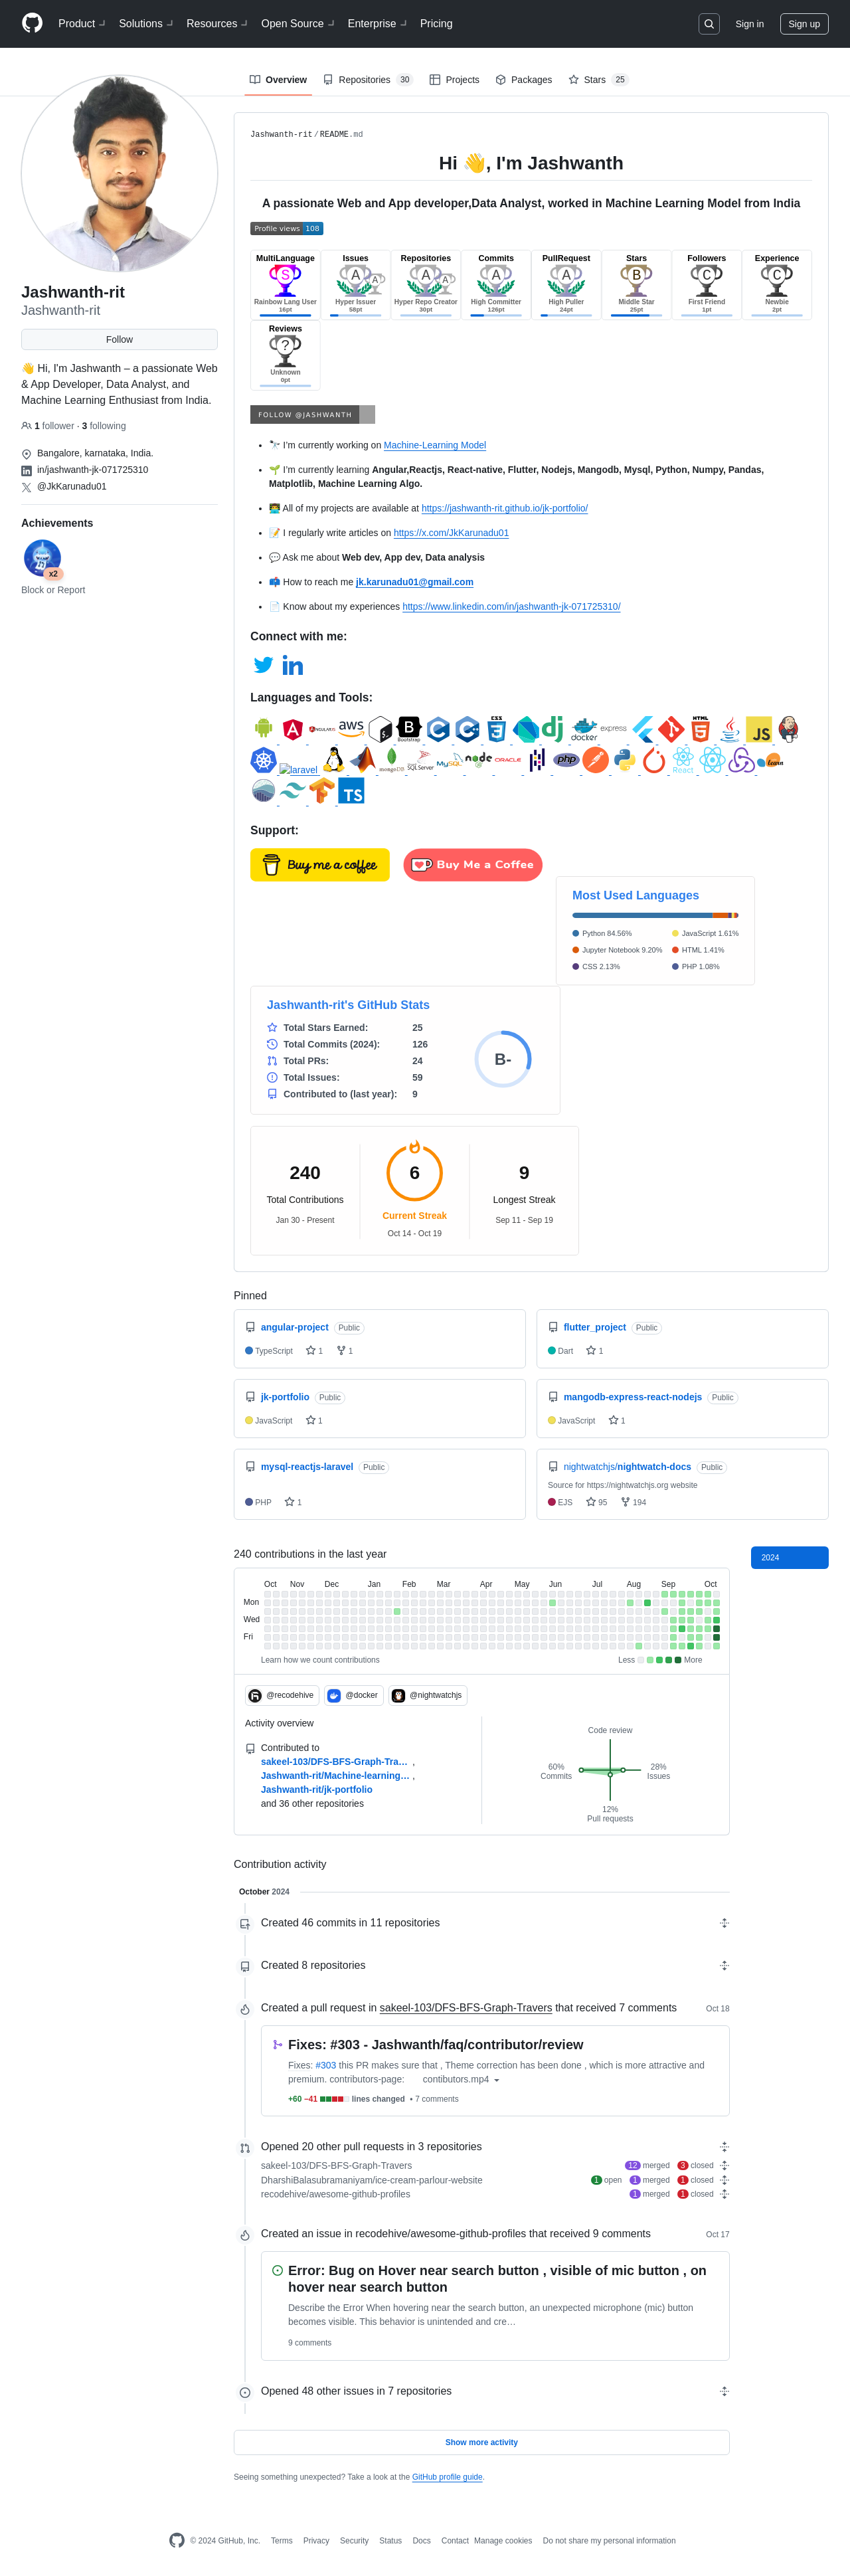 Product
Solutions
Resources
Open Source
Enterprise
Pricing
Sign in
Sign up
Overview
Repositories 30
Projects
Packages
Stars 25
Jashwanth-rit
Jashwanth-rit
Follow
👋 Hi, I'm Jashwanth – a passionate Web
& App Developer, Data Analyst, and
Machine Learning Enthusiast from India.
1 follower · 3 following
Bangalore, karnataka, India.
in/jashwanth-jk-071725310
@JkKarunadu01
Achievements
x2
Block or Report
Jashwanth-rit/README.md
Hi 👋, I'm Jashwanth
A passionate Web and App developer,Data Analyst, worked in Machine Learning Model from India
Profile views 108
MultiLanguage
S
Rainbow Lang User
16pt
Issues
A
A
Hyper Issuer
58pt
Repositories
A
A
Hyper Repo Creator
30pt
Commits
A
High Committer
126pt
PullRequest
A
High Puller
24pt
Stars
B
Middle Star
25pt
Followers
C
First Friend
1pt
Experience
C
Newbie
2pt
Reviews
?
Unknown
0pt
FOLLOW @JASHWANTH
🔭 I'm currently working on Machine-Learning Model
🌱 I'm currently learning Angular,Reactjs, React-native, Flutter, Nodejs, Mangodb, Mysql, Python, Numpy, Pandas,
Matplotlib, Machine Learning Algo.
👨‍💻 All of my projects are available at https://jashwanth-rit.github.io/jk-portfolio/
📝 I regularly write articles on https://x.com/JkKarunadu01
💬 Ask me about Web dev, App dev, Data analysis
📫 How to reach me jk.karunadu01@gmail.com
📄 Know about my experiences https://www.linkedin.com/in/jashwanth-jk-071725310/
Connect with me:
in
Languages and Tools:
ANGULARJS
aws
Bootstrap
CSS
dj
docker
express
HTML
Java
JS
laravel
mongoDB
SQL Server
MySQL
node
ORACLE
php
React
learn
TS
Support:
Buy me a coffee
Buy Me a Coffee
Most Used Languages
Python 84.56%
JavaScript 1.61%
Jupyter Notebook 9.20%
HTML 1.41%
CSS 2.13%
PHP 1.08%
Jashwanth-rit's GitHub Stats
Total Stars Earned: 25
Total Commits (2024): 126
Total PRs: 24
Total Issues: 59
Contributed to (last year): 9
B-
240
Total Contributions
Jan 30 - Present
6
Current Streak
Oct 14 - Oct 19
9
Longest Streak
Sep 11 - Sep 19
Pinned
angular-project Public
TypeScript 1 1
flutter_project Public
Dart 1
jk-portfolio Public
JavaScript 1
mangodb-express-react-nodejs Public
JavaScript 1
mysql-reactjs-laravel Public
PHP 1
nightwatchjs/nightwatch-docs Public
Source for https://nightwatchjs.org website
EJS 95 194
240 contributions in the last year
2024
Oct Nov Dec Jan Feb Mar Apr May Jun Jul Aug Sep Oct
Mon
Wed
Fri
Learn how we count contributions
Less More
@recodehive
@docker
@nightwatchjs
Activity overview
Contributed to
sakeel-103/DFS-BFS-Graph-Tra… ,
Jashwanth-rit/Machine-learning… ,
Jashwanth-rit/jk-portfolio
and 36 other repositories
Code review
60%
Commits
28%
Issues
12%
Pull requests
Contribution activity
October 2024
Created 46 commits in 11 repositories
Created 8 repositories
Created a pull request in sakeel-103/DFS-BFS-Graph-Travers that received 7 comments
Oct 18
Fixes: #303 - Jashwanth/faq/contributor/review
Fixes: #303 this PR makes sure that , Theme correction has been done , which is more attractive and
premium. contributors-page: contibutors.mp4
+60 −41 lines changed • 7 comments
Opened 20 other pull requests in 3 repositories
sakeel-103/DFS-BFS-Graph-Travers 12 merged 3 closed
DharshiBalasubramaniyam/ice-cream-parlour-website 1 open 1 merged 1 closed
recodehive/awesome-github-profiles 1 merged 1 closed
Created an issue in recodehive/awesome-github-profiles that received 9 comments
Oct 17
Error: Bug on Hover near search button , visible of mic button , on
hover near search button
Describe the Error When hovering near the search button, an unexpected microphone (mic) button
becomes visible. This behavior is unintended and cre…
9 comments
Opened 48 other issues in 7 repositories
Show more activity
Seeing something unexpected? Take a look at the GitHub profile guide.
© 2024 GitHub, Inc.
Terms
Privacy
Security
Status
Docs
Contact
Manage cookies
Do not share my personal information